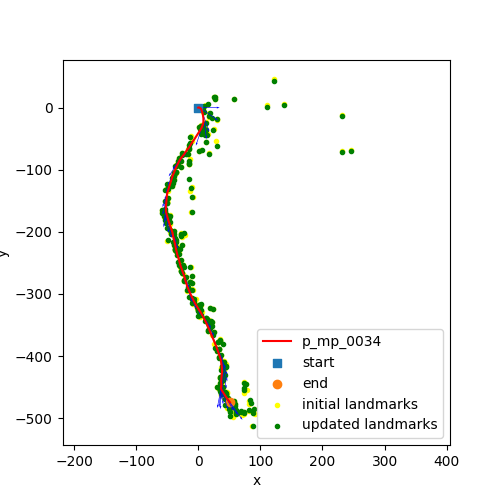 0
−100
−200
−300
−400
−500
y
−200
−100
0
100
200
300
400
x
p_mp_0034
start
end
initial landmarks
updated landmarks